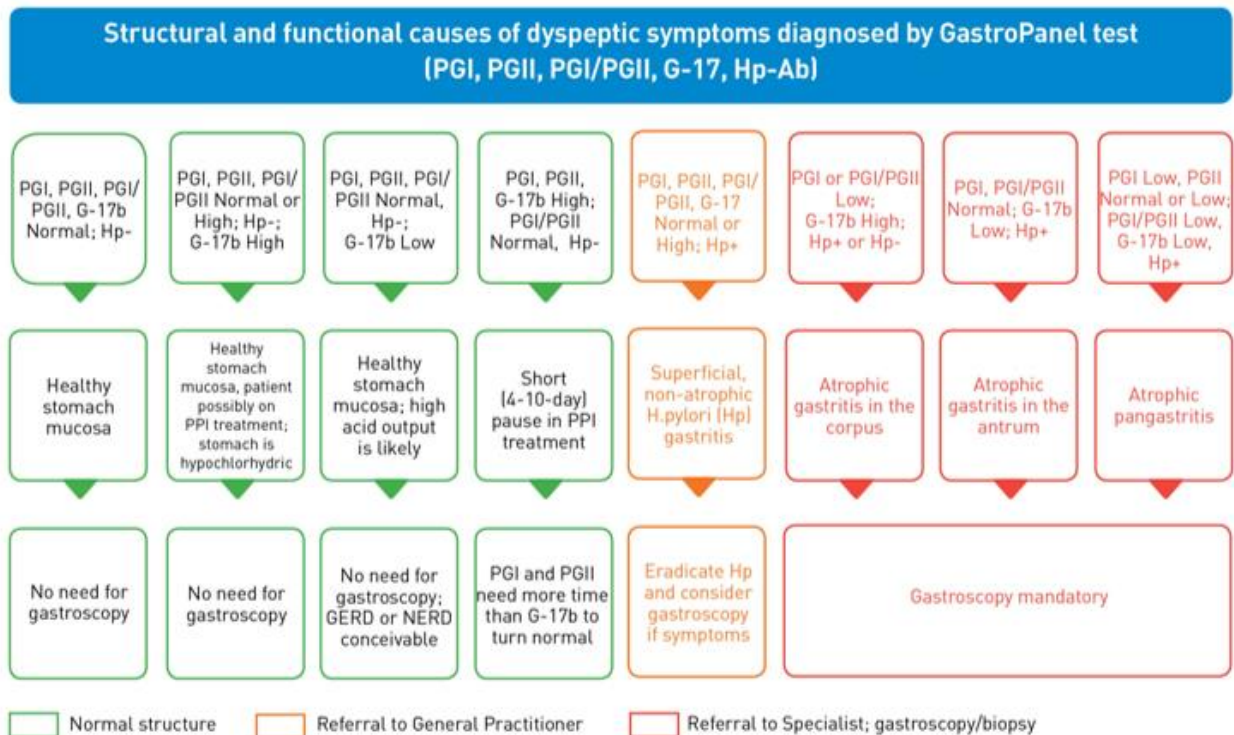 Structural and functional causes of dyspeptic symptoms diagnosed by GastroPanel test
(PGI, PGII, PGI/PGII, G-17, Hp-Ab)
PGI, PGII, PGI/
PGII, G-17b
Normal; Hp-
PGI, PGII, PGI/
PGII Normal or
High; Hp-;
G-17b High
PGI, PGII, PGI/
PGII Normal,
Hp-;
G-17b Low
PGI, PGII,
G-17b High;
PGI/PGII
Normal, Hp-
PGI, PGII, PGI/
PGII, G-17
Normal or
High; Hp+
PGI or PGI/PGII
Low;
G-17b High;
Hp+ or Hp-
PGI, PGI/PGII
Normal; G-17b
Low; Hp+
PGI Low, PGII
Normal or Low;
PGI/PGII Low,
G-17b Low,
Hp+
Healthy
stomach
mucosa
Healthy
stomach
mucosa, patient
possibly on
PPI treatment;
stomach is
hypochlorhydric
Healthy
stomach
mucosa; high
acid output
is likely
Short
(4-10-day)
pause in PPI
treatment
Superficial,
non-atrophic
H.pylori (Hp)
gastritis
Atrophic
gastritis in the
corpus
Atrophic
gastritis in the
antrum
Atrophic
pangastritis
No need for
gastroscopy
No need for
gastroscopy
No need for
gastroscopy;
GERD or NERD
conceivable
PGI and PGII
need more time
than G-17b to
turn normal
Eradicate Hp
and consider
gastroscopy
if symptoms
Gastroscopy mandatory
Normal structure
Referral to General Practitioner
Referral to Specialist; gastroscopy/biopsy